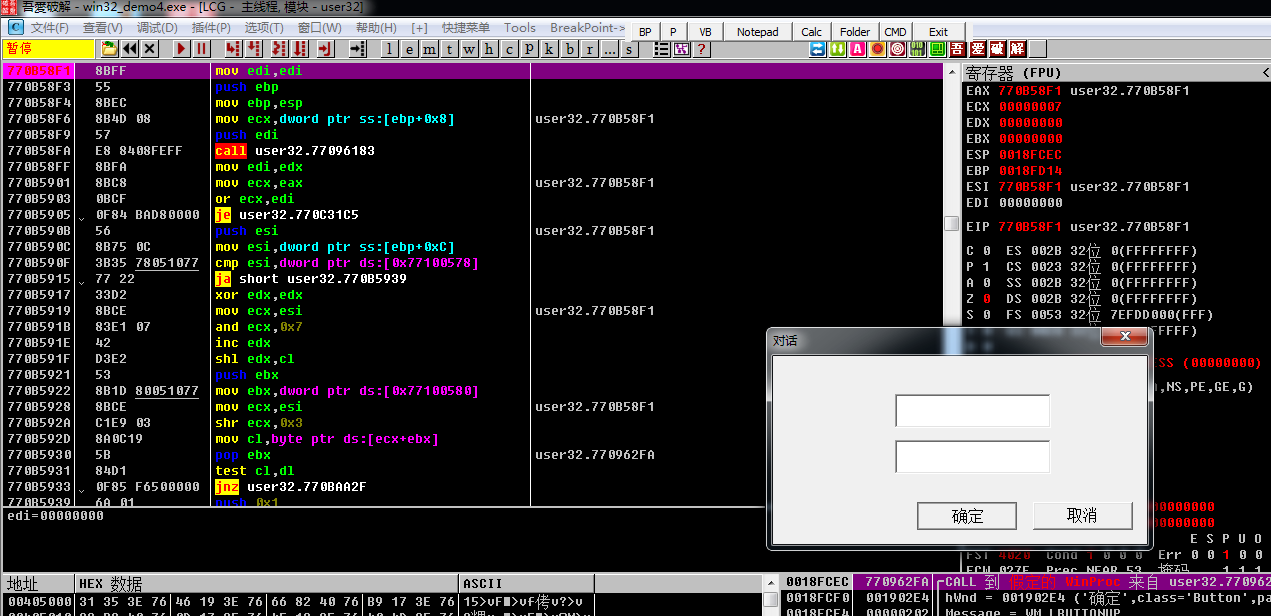 吾愛破解 - win32_demo4.exe - [LCG - 主线程, 模块 - user32]
C 文件(F) 查看(V) 调试(D) 插件(P) 选项(T) 窗口(W) 帮助(H) [+] 快捷菜单 Tools BreakPoint-> BP P VB Notepad Calc Folder CMD Exit
暂停 l e m t w h c p k b r ... s ? A 吾 愛 破 解
770B58F1 8BFF mov edi,edi
770B58F3 55 push ebp
770B58F4 8BEC mov ebp,esp
770B58F6 8B4D 08 mov ecx,dword ptr ss:[ebp+0x8] user32.770B58F1
770B58F9 57 push edi
770B58FA E8 8408FEFF call user32.77096183
770B58FF 8BFA mov edi,edx
770B5901 8BC8 mov ecx,eax user32.770B58F1
770B5903 0BCF or ecx,edi
770B5905 0F84 BAD80000 je user32.770C31C5
770B590B 56 push esi user32.770B58F1
770B590C 8B75 0C mov esi,dword ptr ss:[ebp+0xC]
770B590F 3B35 78051077 cmp esi,dword ptr ds:[0x77100578]
770B5915 77 22 ja short user32.770B5939
770B5917 33D2 xor edx,edx
770B5919 8BCE mov ecx,esi user32.770B58F1
770B591B 83E1 07 and ecx,0x7
770B591E 42 inc edx
770B591F D3E2 shl edx,cl
770B5921 53 push ebx
770B5922 8B1D 80051077 mov ebx,dword ptr ds:[0x77100580]
770B5928 8BCE mov ecx,esi user32.770B58F1
770B592A C1E9 03 shr ecx,0x3
770B592D 8A0C19 mov cl,byte ptr ds:[ecx+ebx]
770B5930 5B pop ebx user32.770962FA
770B5931 84D1 test cl,dl
770B5933 0F85 F6500000 jnz user32.770BAA2F
770B5939 6A 01 push 0x1
edi=00000000
寄存器 (FPU) <
EAX 770B58F1 user32.770B58F1
ECX 00000007
EDX 00000000
EBX 00000000
ESP 0018FCEC
EBP 0018FD14
ESI 770B58F1 user32.770B58F1
EDI 00000000
EIP 770B58F1 user32.770B58F1
C 0 ES 002B 32位 0(FFFFFFFF)
P 1 CS 0023 32位 0(FFFFFFFF)
A 0 SS 002B 32位 0(FFFFFFFF)
Z 0 DS 002B 32位 0(FFFFFFFF)
S 0 FS 0053 32位 7EFDD000(FFF)
FFFFF)
SS (00000000)
,NS,PE,GE,G)
对话
确定 取消
0000000
0000000
E S P U O
FST 4020 Cond 1 0 0 0 Err 0 0 1 0 0
FCW 027F Prec NEAR,53 掩码 1 1 1
地址 HEX 数据 ASCII
00405000 31 35 3E 76 46 19 3E 76 66 82 40 76 B9 17 3E 76
0018FCEC 770962FA CALL 到 假定的 WinProc 来自 user32.770962
0018FCF0 001902E4 hWnd = 001902E4 ('确定',class='Button',pa
0018FCF4 00000202 Message = WM_LBUTTONUP